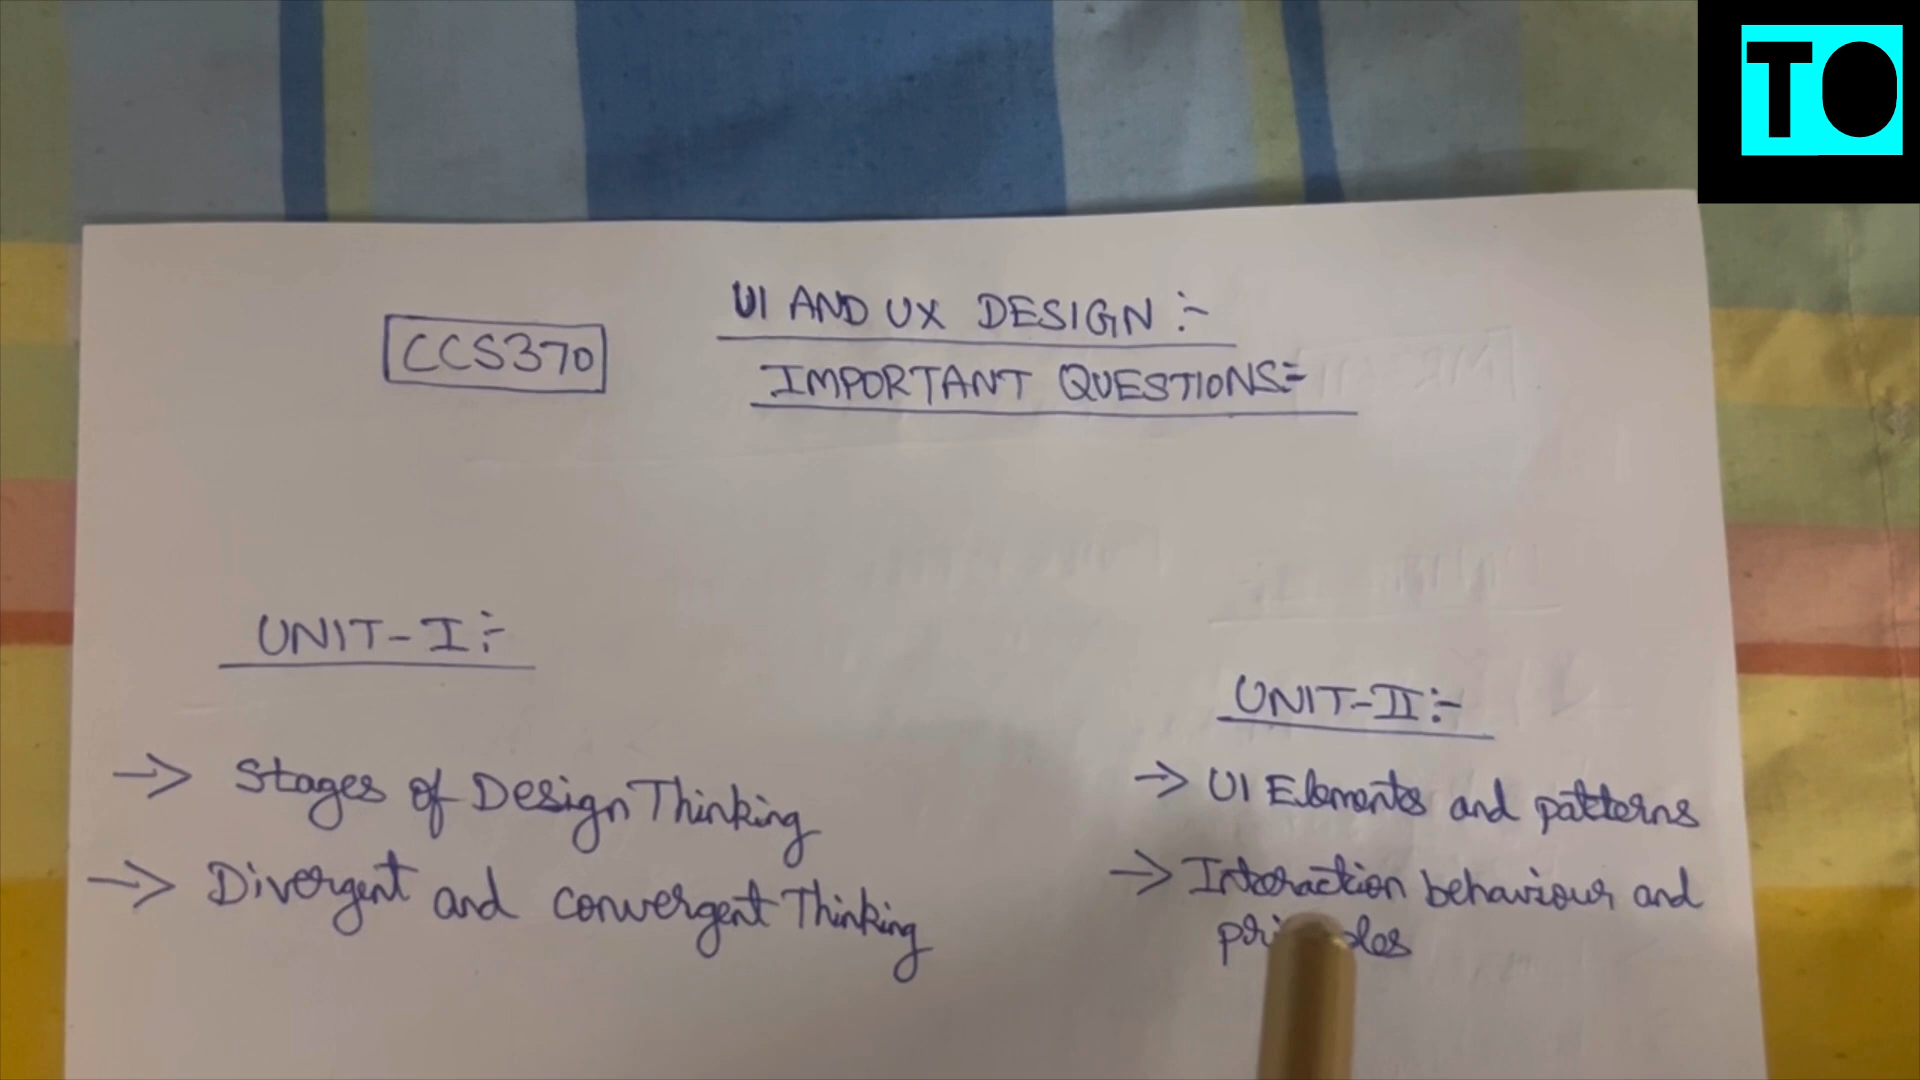 TO
UI AND UX DESIGN :-
CCS370
IMPORTANT QUESTIONS:-
UNIT-I :-
→ Stages of Design Thinking
→ Divergent and convergent Thinking
UNIT-II :-
→ UI Elements and patterns
→ Interaction behaviour and